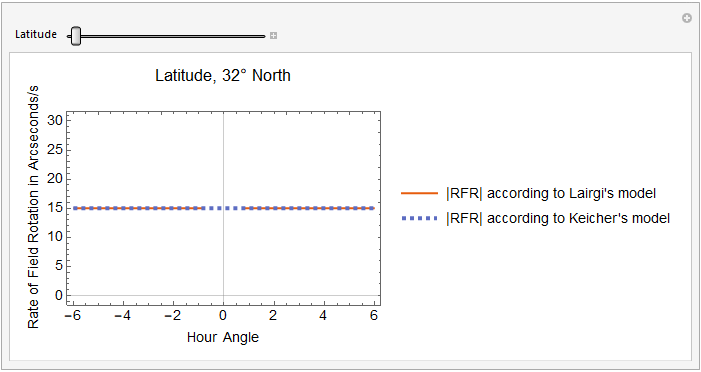 Latitude
Latitude, 32° North
Rate of Field Rotation in Arcseconds/s
30
25
20
15
10
5
0
−6 −4 −2 0 2 4 6
Hour Angle
|RFR| according to Lairgi's model
|RFR| according to Keicher's model